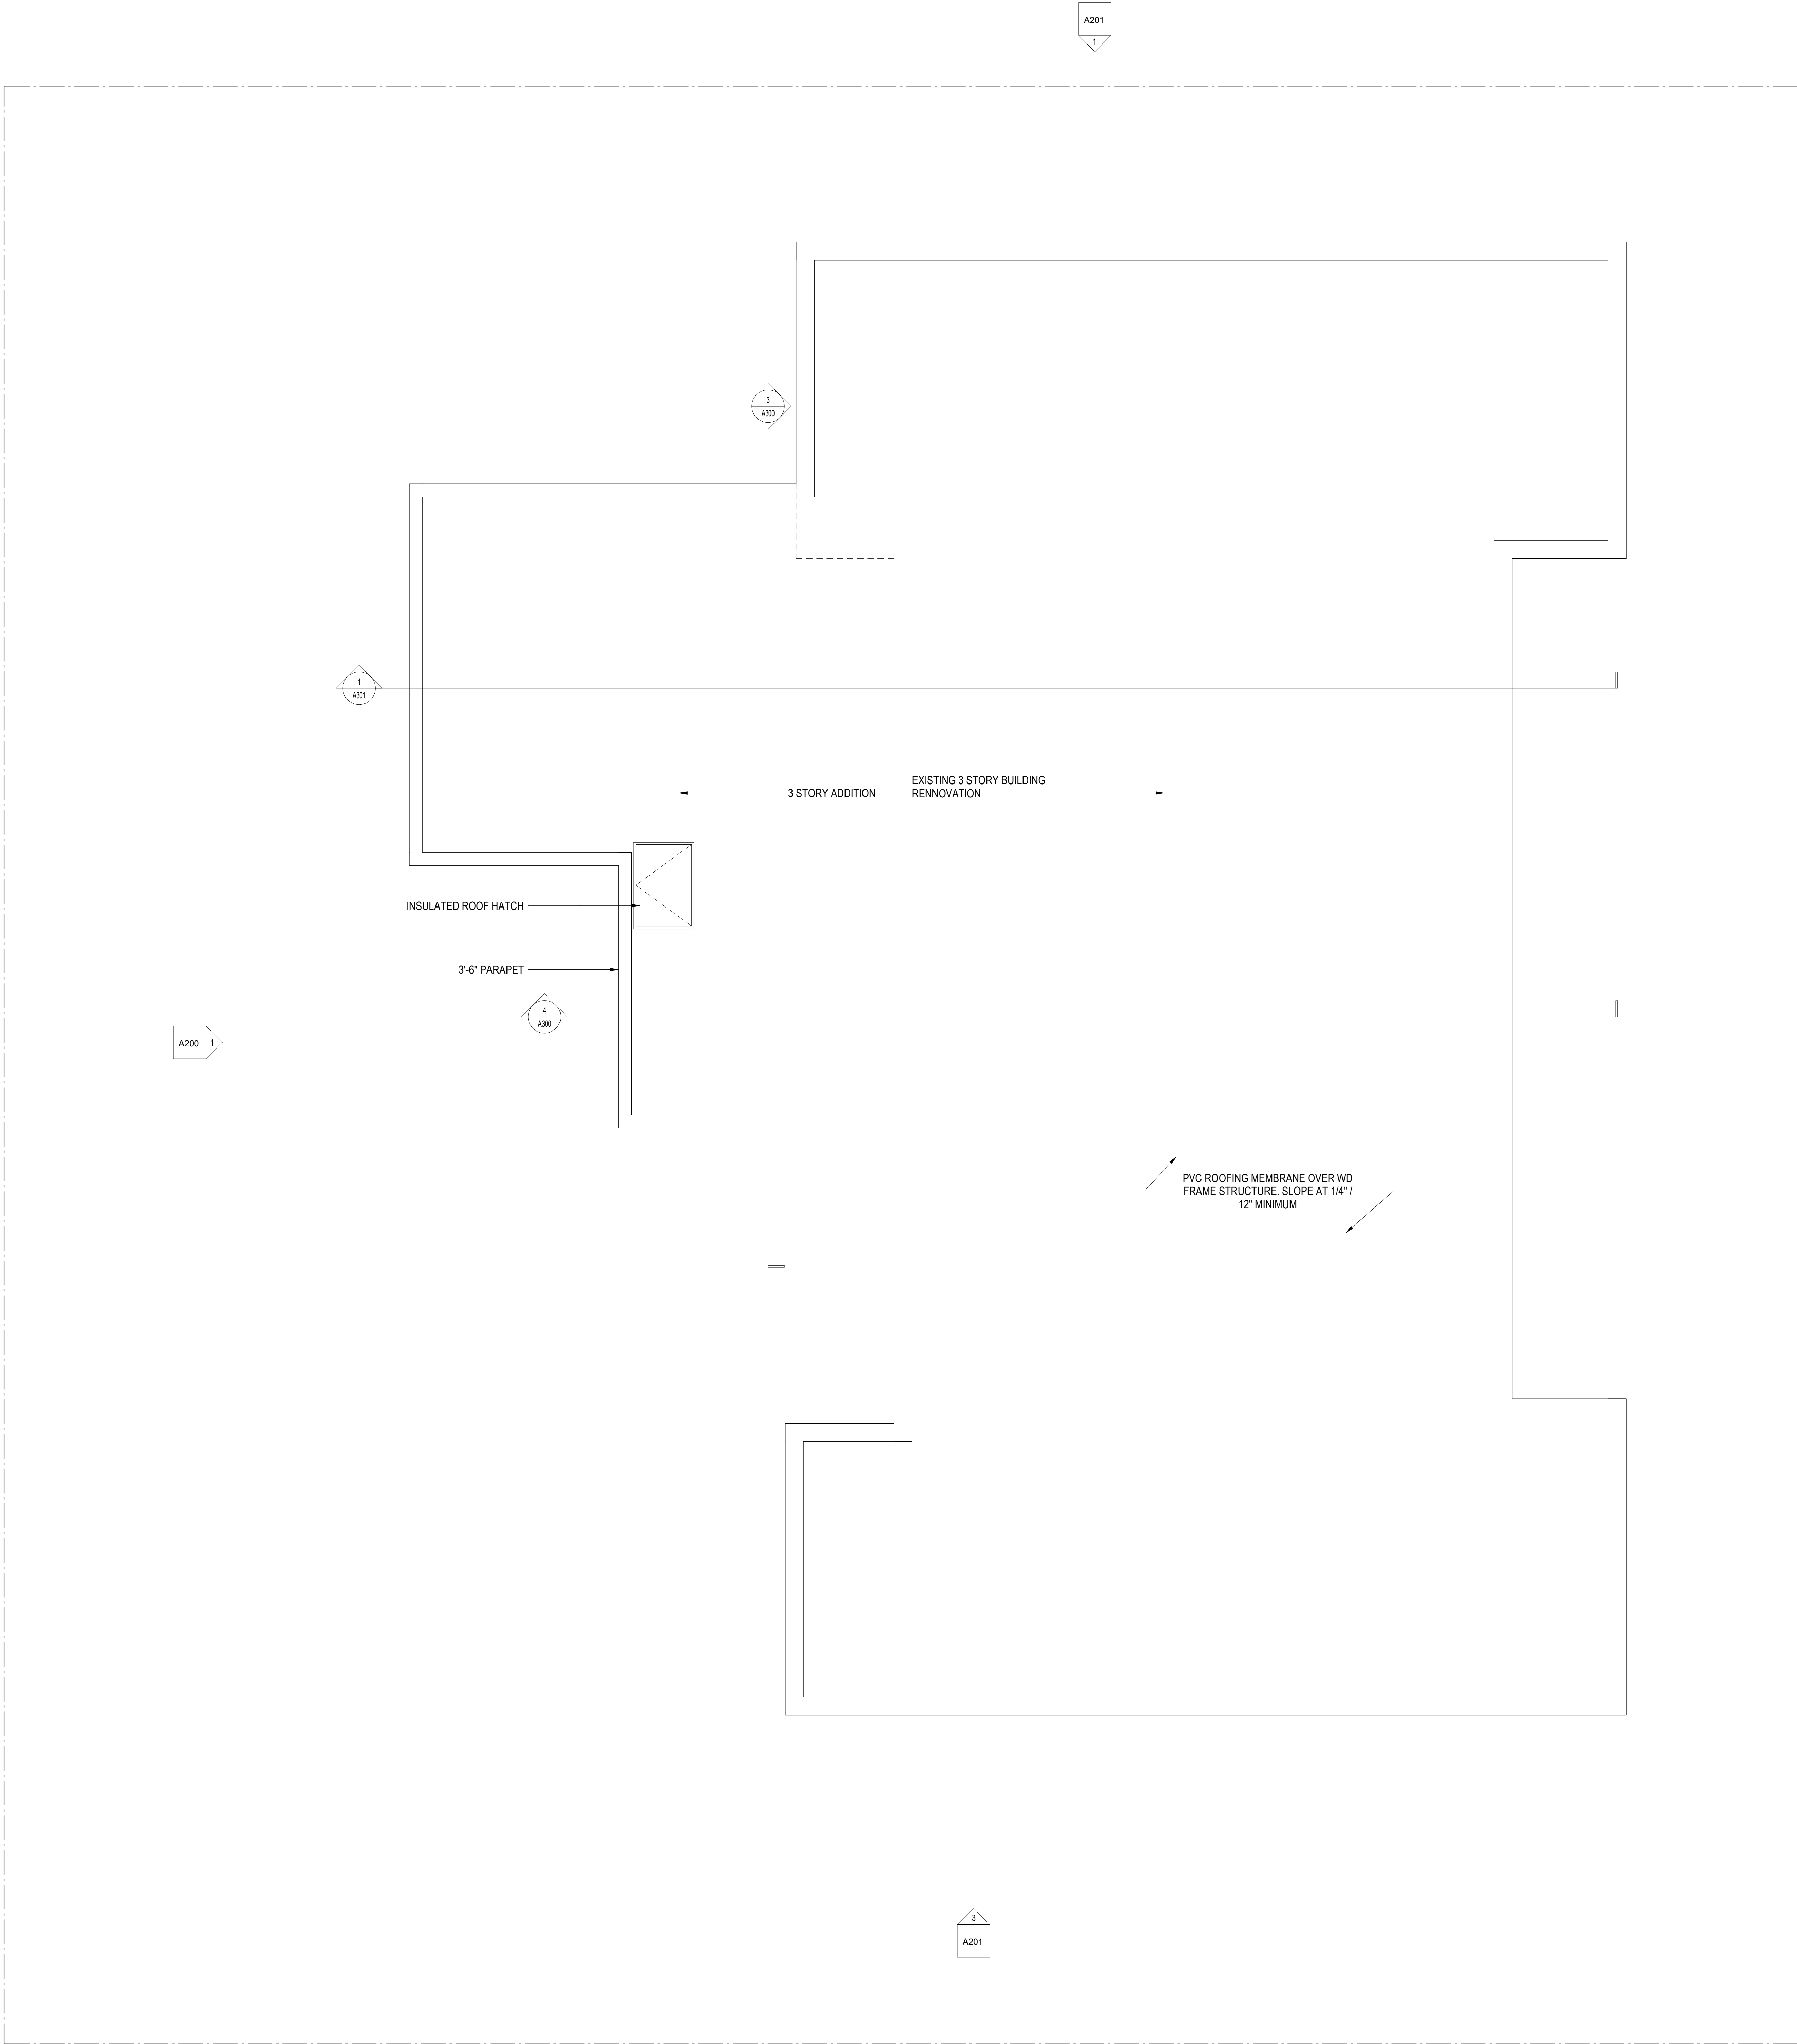 A201
1
3
A300
1
A301
EXISTING 3 STORY BUILDING
3 STORY ADDITION
RENNOVATION
INSULATED ROOF HATCH
3'-6" PARAPET
4
A300
A200
1
PVC ROOFING MEMBRANE OVER WD
FRAME STRUCTURE. SLOPE AT 1/4" /
12" MINIMUM
3
A201